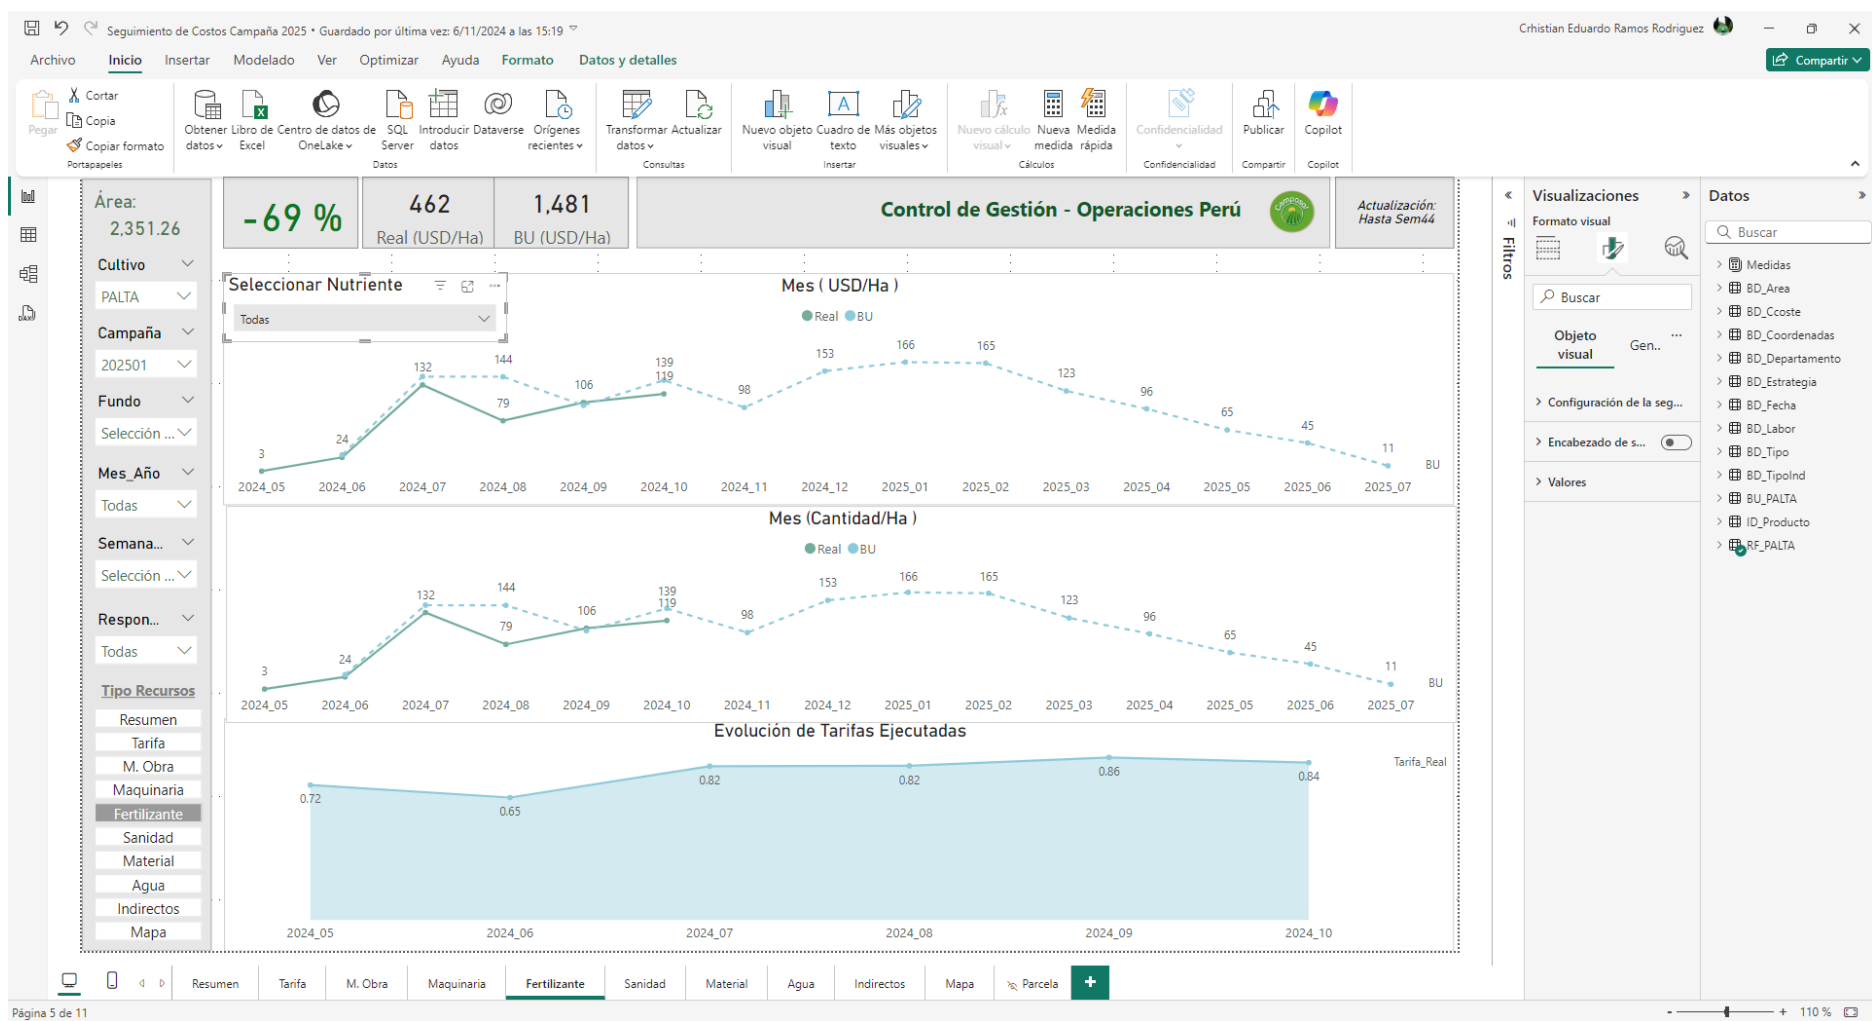 Seguimiento de Costos Campaña 2025 • Guardado por última vez: 6/11/2024 a las 15:19
Crhistian Eduardo Ramos Rodriguez
Archivo Inicio Insertar Modelado Ver Optimizar Ayuda Formato Datos y detalles
Compartir
Pegar
Cortar
Copia
Copiar formato
Portapapeles
Obtener datos
Libro de Excel
Centro de datos de OneLake
SQL Server
Introducir datos
Dataverse
Orígenes recientes
Datos
Transformar datos
Actualizar
Consultas
Nuevo objeto visual
Cuadro de texto
Más objetos visuales
Insertar
Nuevo cálculo visual
Nueva medida
Medida rápida
Cálculos
Confidencialidad
Confidencialidad
Publicar
Compartir
Copilot
Copilot
Área:
2,351.26
-69 %
462
Real (USD/Ha)
1,481
BU (USD/Ha)
Control de Gestión - Operaciones Perú
Camposol
Actualización:
Hasta Sem44
Cultivo
PALTA
Campaña
202501
Fundo
Selección ...
Mes_Año
Todas
Semana...
Selección ...
Respon...
Todas
Tipo Recursos
Resumen
Tarifa
M. Obra
Maquinaria
Fertilizante
Sanidad
Material
Agua
Indirectos
Mapa
Seleccionar Nutriente
Todas
Mes ( USD/Ha )
Real BU
3 24 132 144 79 106 139 119 98 153 166 165 123 96 65 45 11
BU
2024_05 2024_06 2024_07 2024_08 2024_09 2024_10 2024_11 2024_12 2025_01 2025_02 2025_03 2025_04 2025_05 2025_06 2025_07
Mes (Cantidad/Ha )
Real BU
3 24 132 144 79 106 139 119 98 153 166 165 123 96 65 45 11
BU
2024_05 2024_06 2024_07 2024_08 2024_09 2024_10 2024_11 2024_12 2025_01 2025_02 2025_03 2025_04 2025_05 2025_06 2025_07
Evolución de Tarifas Ejecutadas
0.72 0.65 0.82 0.82 0.86 0.84
Tarifa_Real
2024_05 2024_06 2024_07 2024_08 2024_09 2024_10
Filtros
Visualizaciones
Formato visual
Buscar
Objeto visual
Gen..
Configuración de la seg...
Encabezado de s...
Valores
Datos
Buscar
Medidas
BD_Area
BD_Ccoste
BD_Coordenadas
BD_Departamento
BD_Estrategia
BD_Fecha
BD_Labor
BD_Tipo
BD_TipoInd
BU_PALTA
ID_Producto
RF_PALTA
Resumen Tarifa M. Obra Maquinaria Fertilizante Sanidad Material Agua Indirectos Mapa Parcela +
Página 5 de 11
- + 110 %